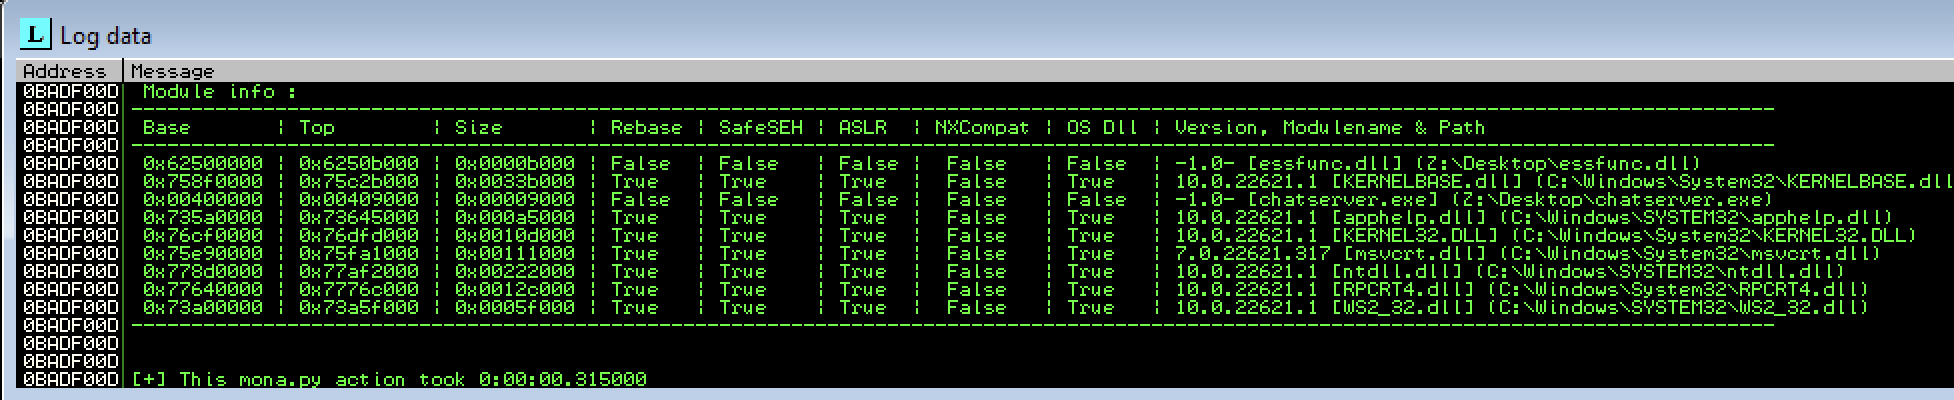 L Log data
Address Message
0BADF00D Module info :
0BADF00D ----------------------------------------------------------------------------------------------------------------------------------------
0BADF00D Base | Top | Size | Rebase | SafeSEH | ASLR | NXCompat | OS Dll | Version, Modulename & Path
0BADF00D ----------------------------------------------------------------------------------------------------------------------------------------
0BADF00D 0x62500000 | 0x6250b000 | 0x0000b000 | False | False | False | False | False | -1.0- [essfunc.dll] (Z:\Desktop\essfunc.dll)
0BADF00D 0x758f0000 | 0x75c2b000 | 0x0033b000 | True | True | True | False | True | 10.0.22621.1 [KERNELBASE.dll] (C:\Windows\System32\KERNELBASE.dll
0BADF00D 0x00400000 | 0x00409000 | 0x00009000 | False | False | False | False | False | -1.0- [chatserver.exe] (Z:\Desktop\chatserver.exe)
0BADF00D 0x735a0000 | 0x73645000 | 0x000a5000 | True | True | True | False | True | 10.0.22621.1 [apphelp.dll] (C:\Windows\SYSTEM32\apphelp.dll)
0BADF00D 0x76cf0000 | 0x76dfd000 | 0x0010d000 | True | True | True | False | True | 10.0.22621.1 [KERNEL32.DLL] (C:\Windows\System32\KERNEL32.DLL)
0BADF00D 0x75e90000 | 0x75fa1000 | 0x00111000 | True | True | True | False | True | 7.0.22621.317 [msvcrt.dll] (C:\Windows\System32\msvcrt.dll)
0BADF00D 0x778d0000 | 0x77af2000 | 0x00222000 | True | True | True | False | True | 10.0.22621.1 [ntdll.dll] (C:\Windows\SYSTEM32\ntdll.dll)
0BADF00D 0x77640000 | 0x7776c000 | 0x0012c000 | True | True | True | False | True | 10.0.22621.1 [RPCRT4.dll] (C:\Windows\System32\RPCRT4.dll)
0BADF00D 0x73a00000 | 0x73a5f000 | 0x0005f000 | True | True | True | False | True | 10.0.22621.1 [WS2_32.dll] (C:\Windows\System32\WS2_32.dll)
0BADF00D ----------------------------------------------------------------------------------------------------------------------------------------
0BADF00D
0BADF00D
0BADF00D [+] This mona.py action took 0:00:00.315000